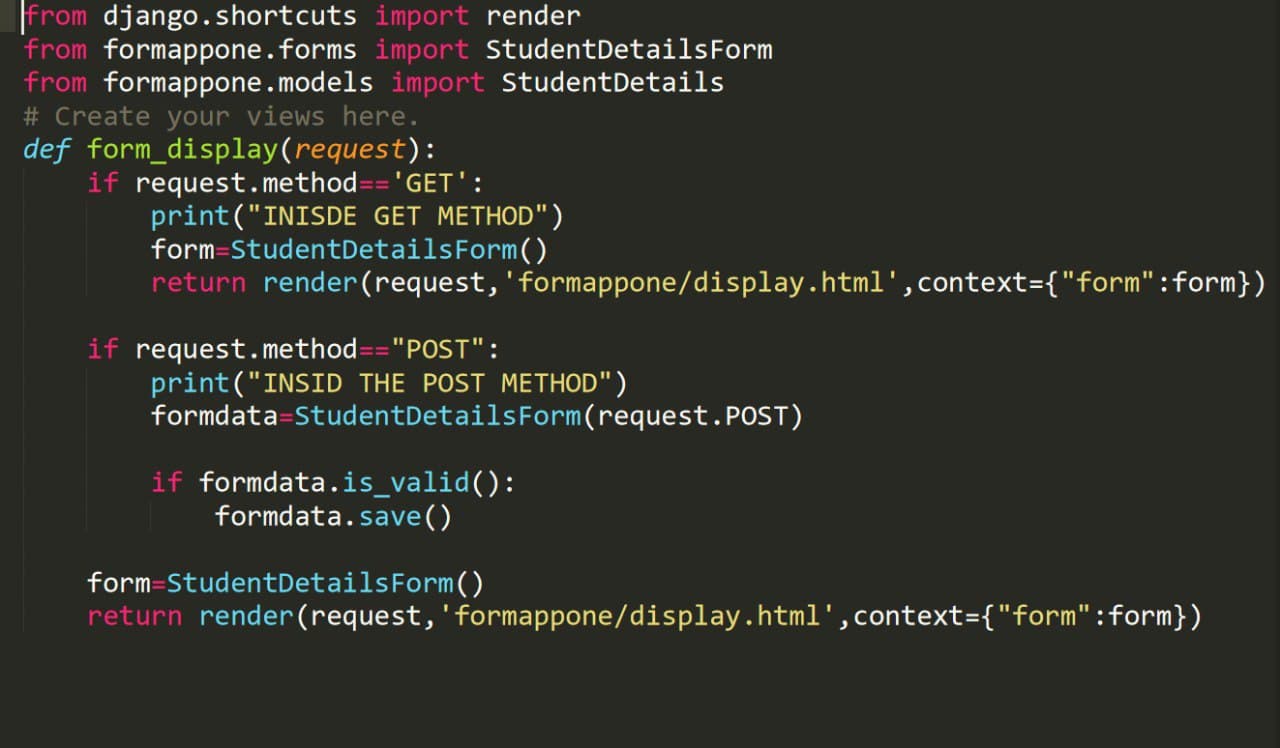 from django.shortcuts import render
from formappone.forms import StudentDetailsForm
from formappone.models import StudentDetails
# Create your views here.
def form_display(request):
    if request.method=='GET':
        print("INISDE GET METHOD")
        form=StudentDetailsForm()
        return render(request,'formappone/display.html',context={"form":form})
    if request.method=="POST":
        print("INSID THE POST METHOD")
        formdata=StudentDetailsForm(request.POST)
        if formdata.is_valid():
            formdata.save()
    form=StudentDetailsForm()
    return render(request,'formappone/display.html',context={"form":form})